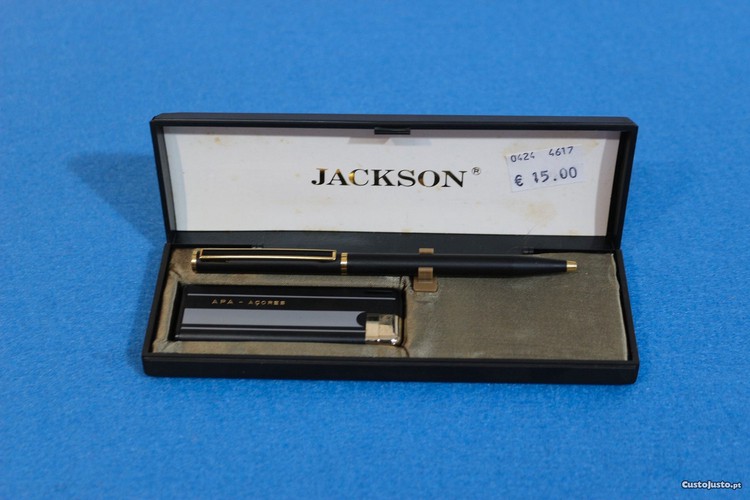 JACKSON®
0424 4617
€ 15.00
APA - AÇORES
CustoJusto.pt